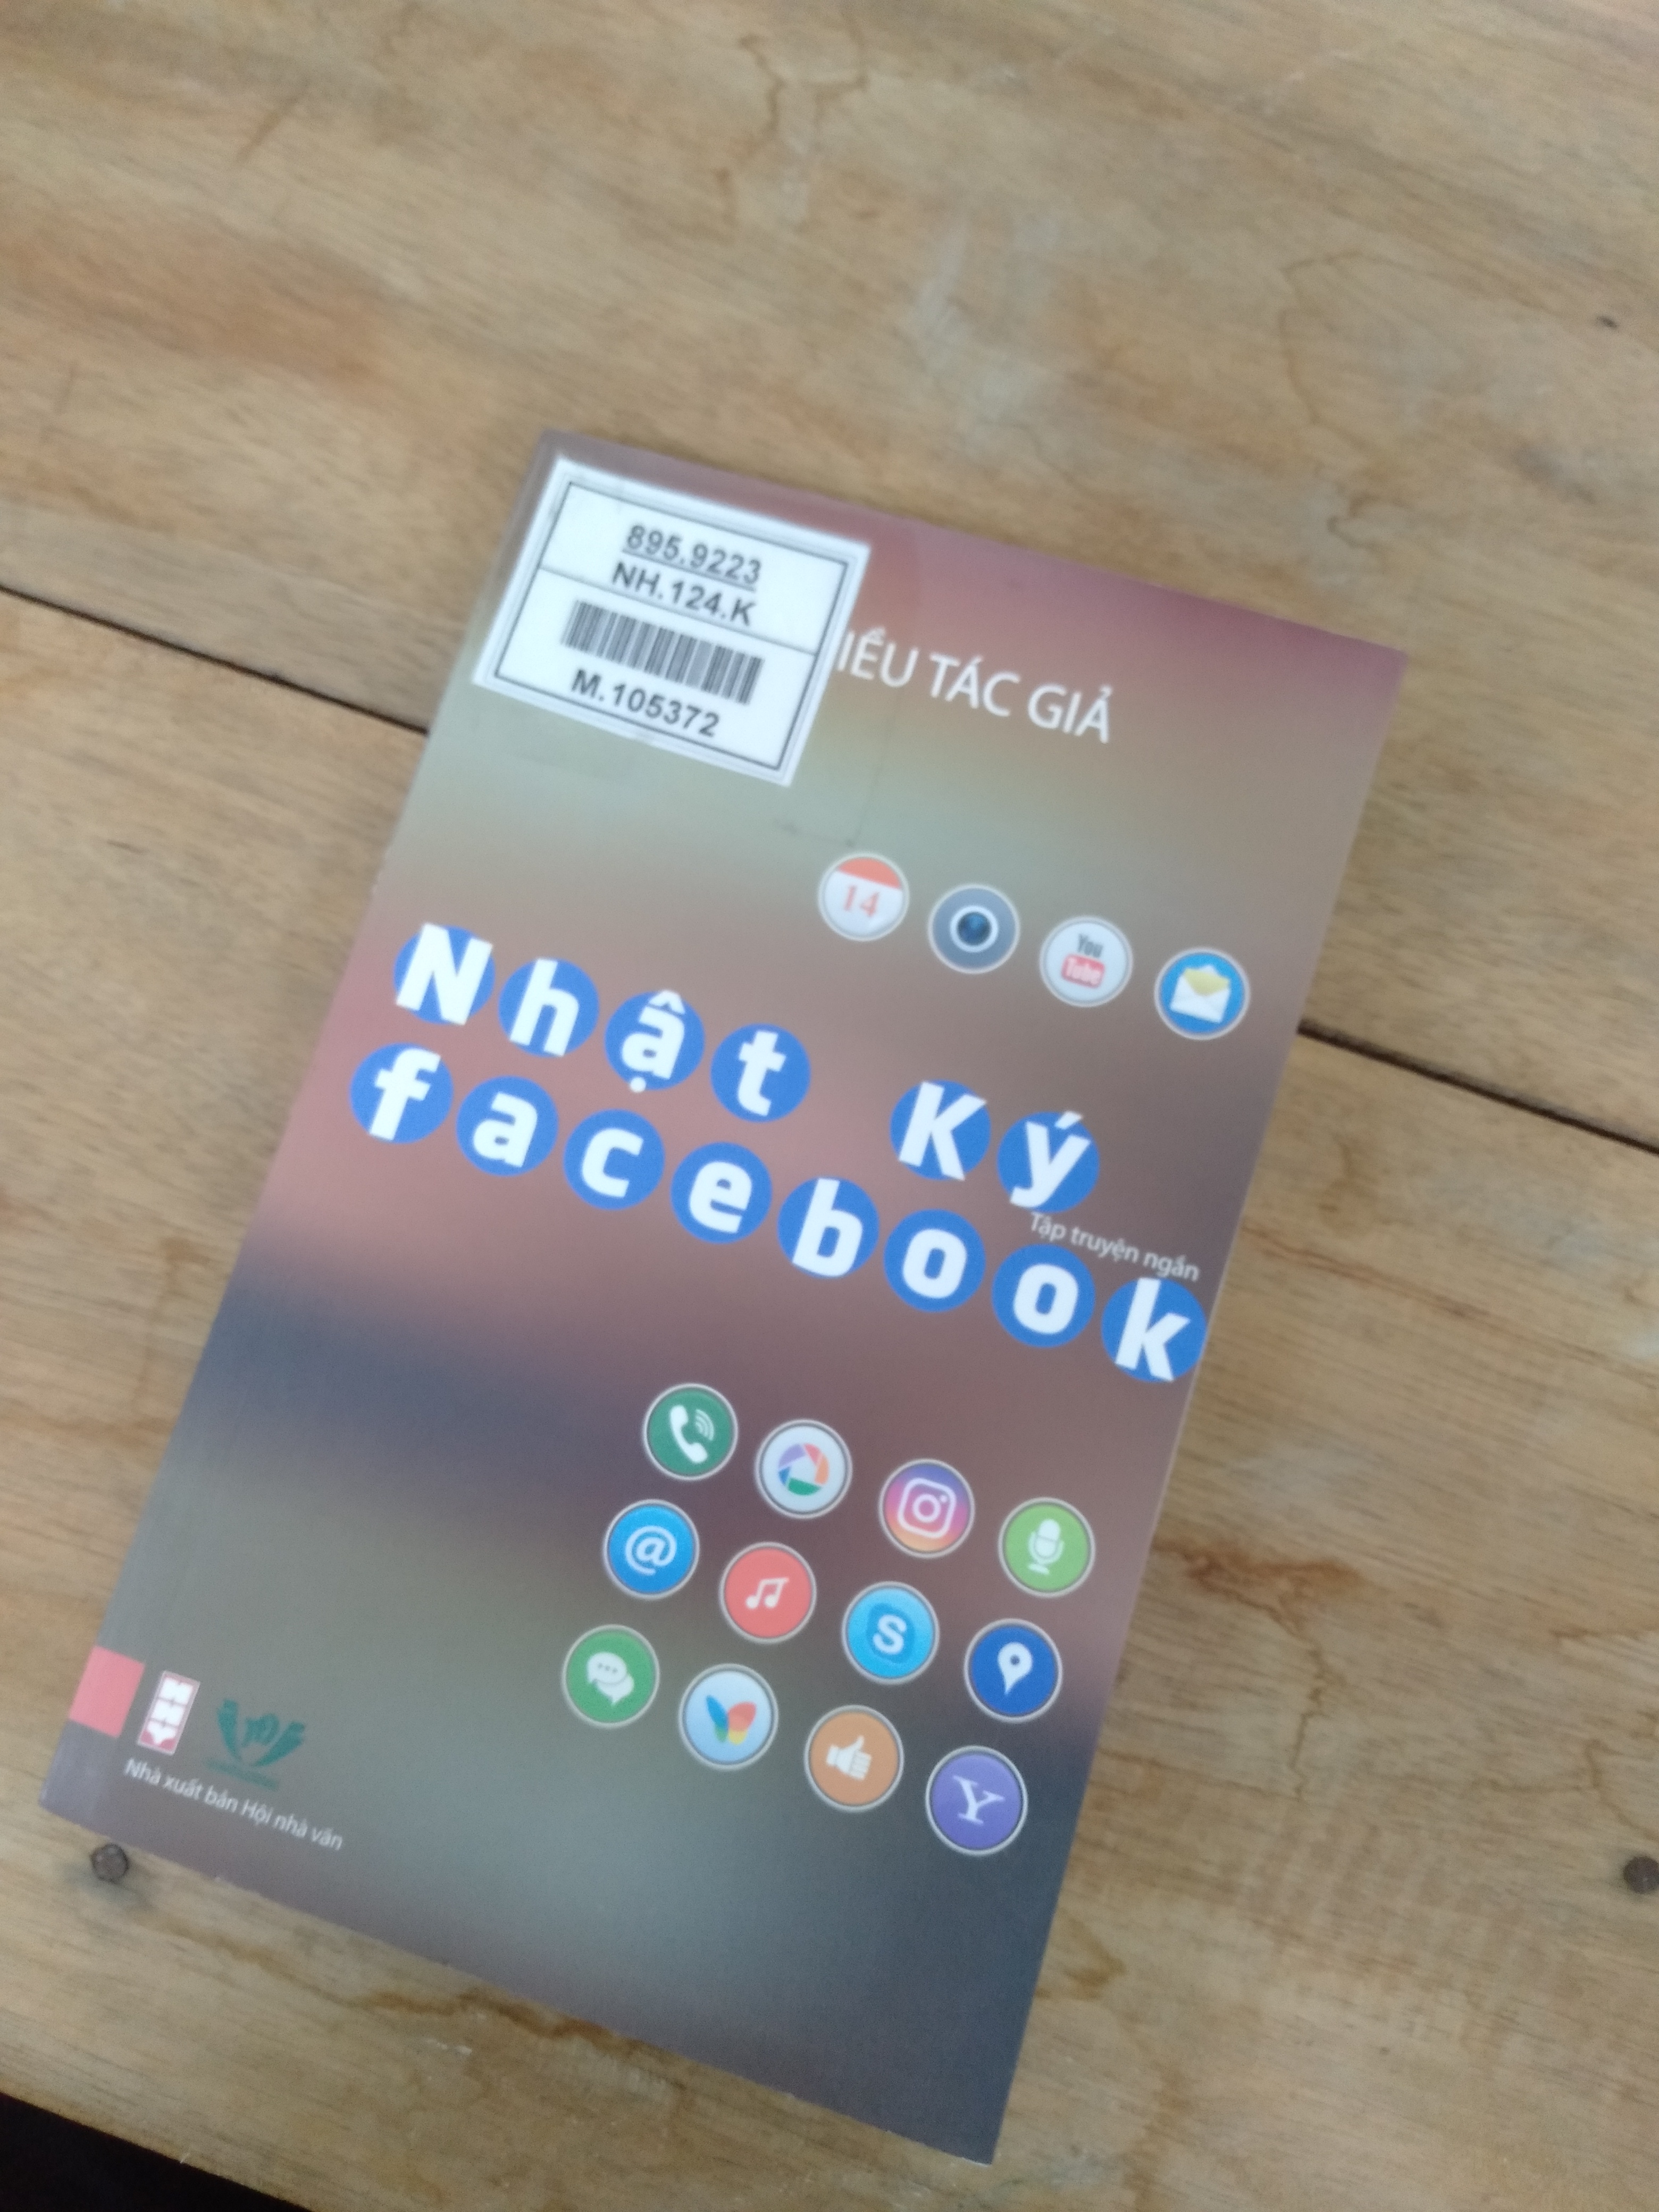 895.9223
NH.124.K
M.105372
IỀU TÁC GIẢ
14
You
Tube
Nhật Ký
Tập truyện ngắn
facebook
@
S
Y
Nhà xuất bản Hội nhà văn